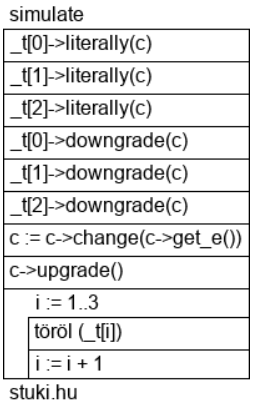 simulate
_t[0]->literally(c)
_t[1]->literally(c)
_t[2]->literally(c)
_t[0]->downgrade(c)
_t[1]->downgrade(c)
_t[2]->downgrade(c)
c := c->change(c->get_e())
c->upgrade()
i := 1..3
töröl (_t[i])
i := i + 1
stuki.hu